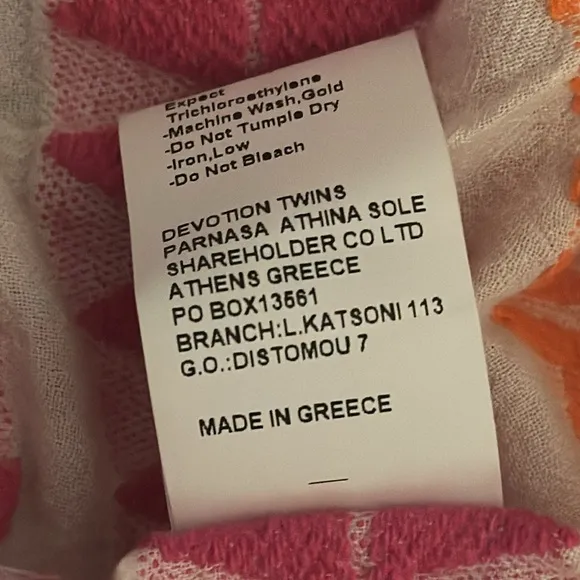 Expect
Trichloroethylene
-Machine Wash,Gold
-Do Not Tumple Dry
-Iron,Low
-Do Not Bleach
DEVOTION TWINS
PARNASA ATHINA SOLE
SHAREHOLDER CO LTD
ATHENS GREECE
PO BOX13561
BRANCH:L.KATSONI 113
G.O.:DISTOMOU 7
MADE IN GREECE